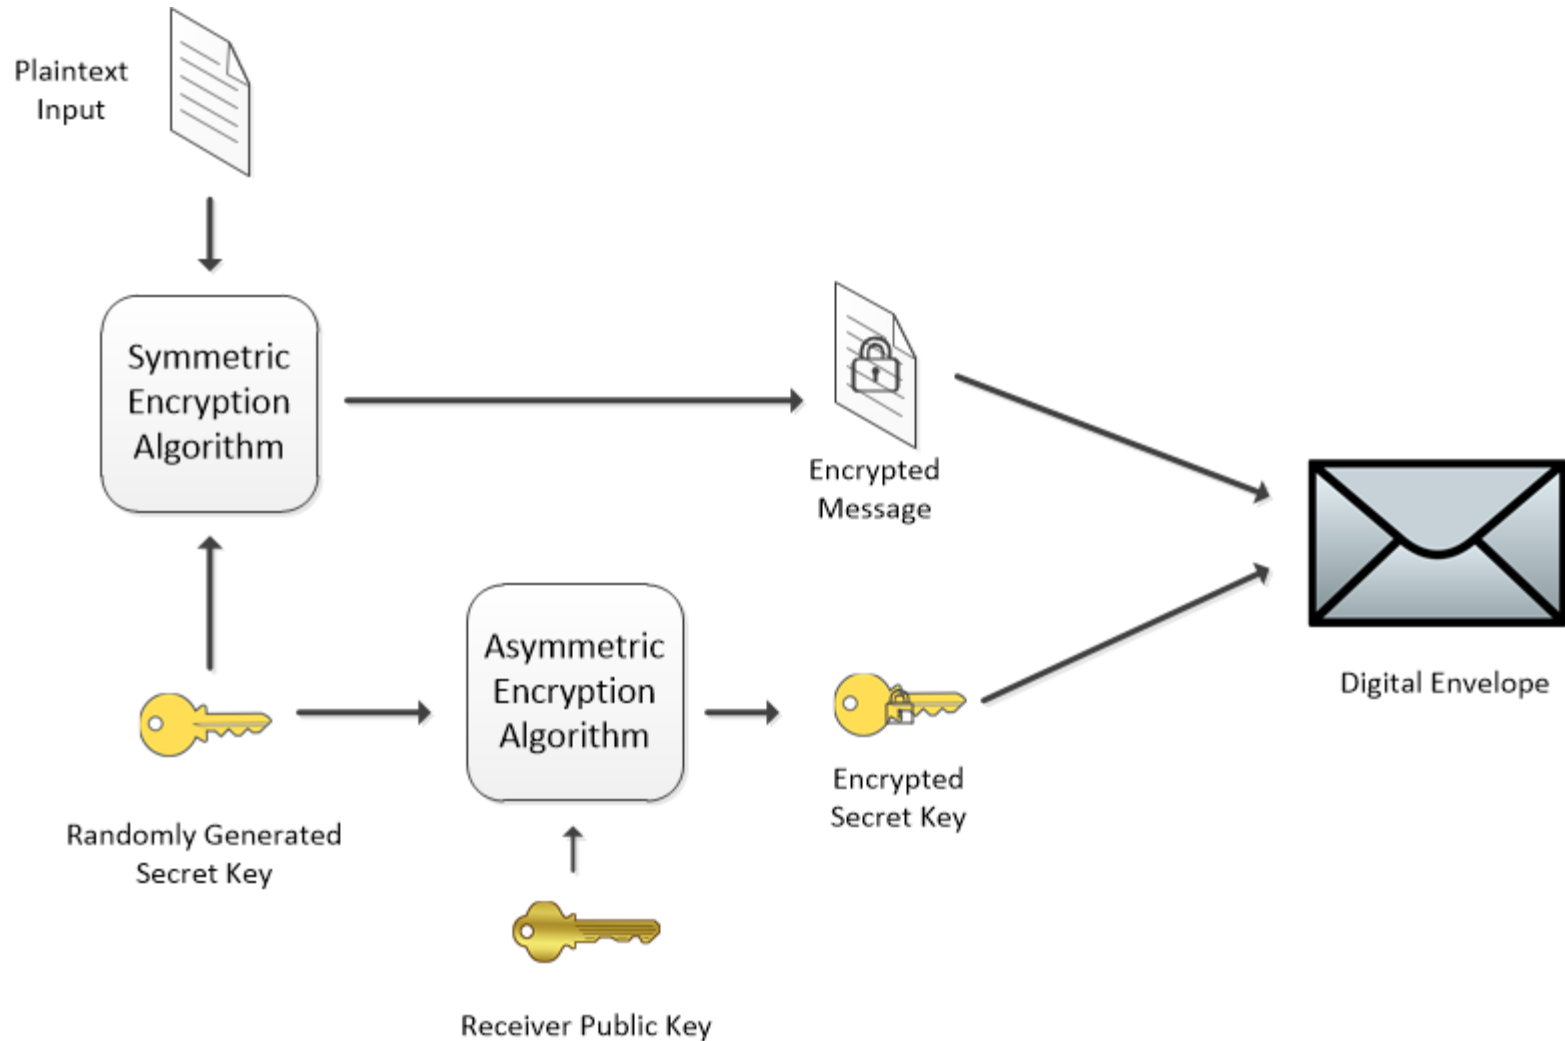 Plaintext
Input
Symmetric
Encryption
Algorithm
Encrypted
Message
Asymmetric
Encryption
Algorithm
Digital Envelope
Encrypted
Secret Key
Randomly Generated
Secret Key
Receiver Public Key